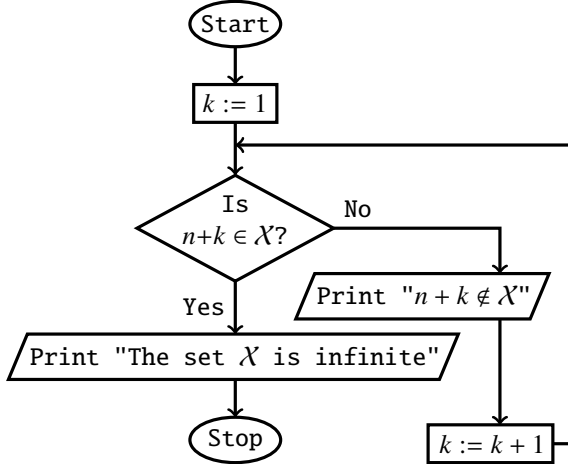 Start
k := 1
Is
n+k ∈ 𝒳?
No
Print "n + k ∉ 𝒳"
Yes
Print "The set 𝒳 is infinite"
Stop
k := k + 1